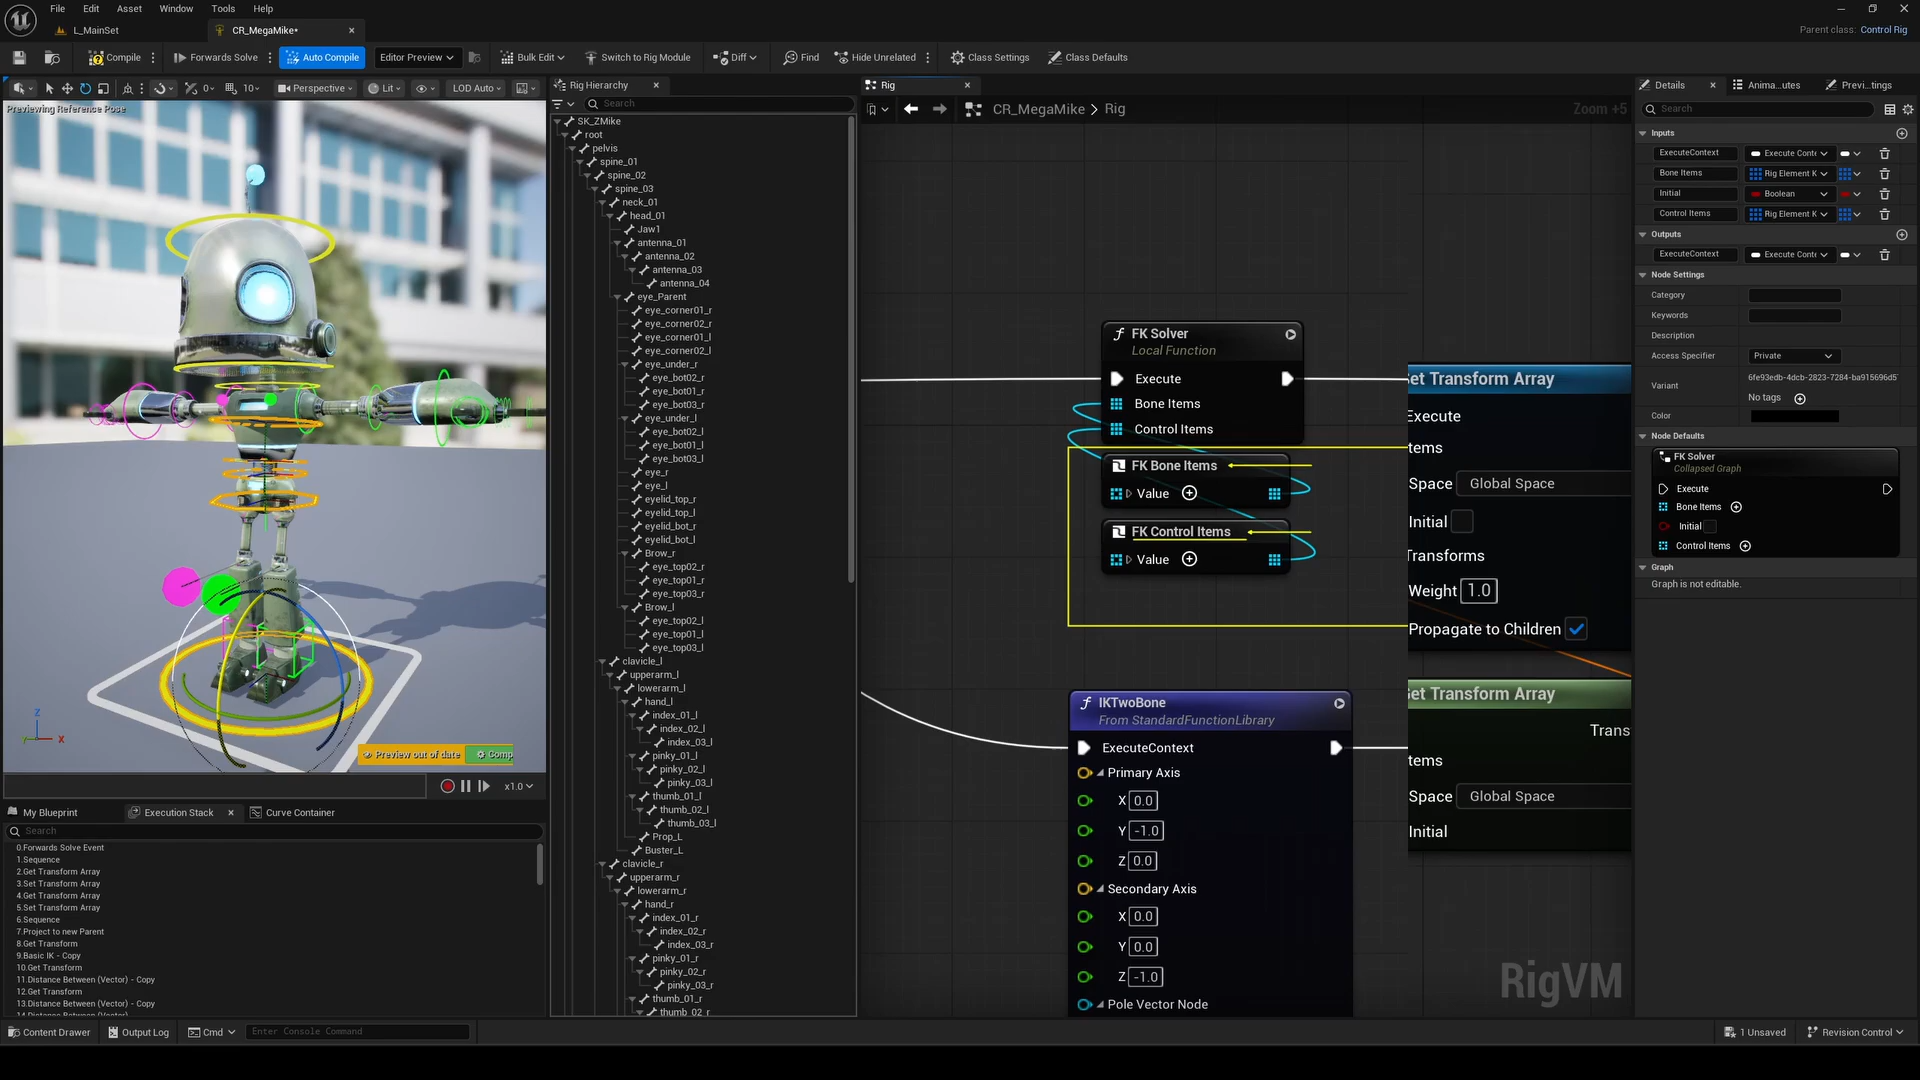 File Edit Asset Window Tools Help
L_MainSet
CR_MegaMike•
Parent class: Control Rig
Compile
Forwards Solve
Auto Compile
Editor Preview
Bulk Edit
Switch to Rig Module
Diff
Find
Hide Unrelated
Class Settings
Class Defaults
0
10
Perspective
Lit
LOD Auto
Previewing Reference Pose
Z
X
Preview out of date
Comp
x1.0
My Blueprint
Execution Stack
Curve Container
Search
0.Forwards Solve Event
1.Sequence
2.Get Transform Array
3.Set Transform Array
4.Get Transform Array
5.Set Transform Array
6.Sequence
7.Project to new Parent
8.Get Transform
9.Basic IK - Copy
10.Get Transform
11.Distance Between (Vector) - Copy
12.Get Transform
13.Distance Between (Vector) - Copy
Rig Hierarchy
Search
SK_ZMike
root
pelvis
spine_01
spine_02
spine_03
neck_01
head_01
Jaw1
antenna_01
antenna_02
antenna_03
antenna_04
eye_Parent
eye_corner01_r
eye_corner02_r
eye_corner01_l
eye_corner02_l
eye_under_r
eye_bot02_r
eye_bot01_r
eye_bot03_r
eye_under_l
eye_bot02_l
eye_bot01_l
eye_bot03_l
eye_r
eye_l
eyelid_top_r
eyelid_top_l
eyelid_bot_r
eyelid_bot_l
Brow_r
eye_top02_r
eye_top01_r
eye_top03_r
Brow_l
eye_top02_l
eye_top01_l
eye_top03_l
clavicle_l
upperarm_l
lowerarm_l
hand_l
index_01_l
index_02_l
index_03_l
pinky_01_l
pinky_02_l
pinky_03_l
thumb_01_l
thumb_02_l
thumb_03_l
Prop_L
Buster_L
clavicle_r
upperarm_r
lowerarm_r
hand_r
index_01_r
index_02_r
index_03_r
pinky_01_r
pinky_02_r
pinky_03_r
thumb_01_r
thumb_02_r
Rig
CR_MegaMike > Rig
Zoom +5
FK Solver
Local Function
Execute
Bone Items
Control Items
FK Bone Items
Value
FK Control Items
Value
IKTwoBone
From StandardFunctionLibrary
ExecuteContext
Primary Axis
X 0.0
Y -1.0
Z 0.0
Secondary Axis
X 0.0
Y 0.0
Z -1.0
Pole Vector Node
et Transform Array
Execute
tems
Space Global Space
Initial
Transforms
Weight 1.0
Propagate to Children
et Transform Array
Trans
tems
Space Global Space
Initial
RigVM
Details
Anima...utes
Previ...tings
Search
Inputs
ExecuteContext Execute Conte
Bone Items Rig Element K
Initial Boolean
Control Items Rig Element K
Outputs
ExecuteContext Execute Conte
Node Settings
Category
Keywords
Description
Access Specifier Private
Variant 6fe93edb-4dcb-2823-7284-ba915696d5
No tags
Color
Node Defaults
FK Solver
Collapsed Graph
Execute
Bone Items
Initial
Control Items
Graph
Graph is not editable.
Content Drawer
Output Log
Cmd
Enter Console Command
1 Unsaved
Revision Control